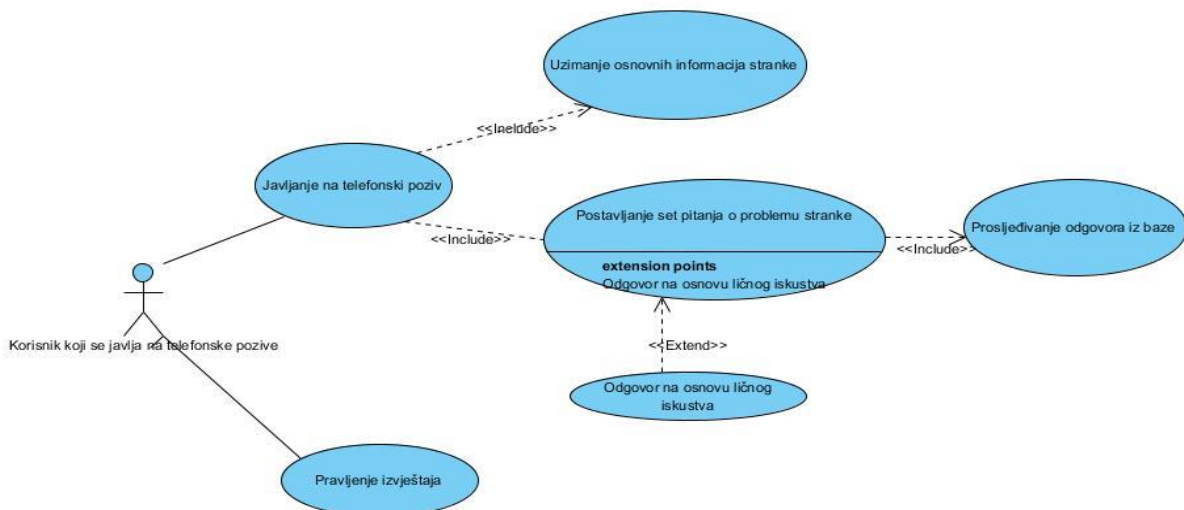 Uzimanje osnovnih informacija stranke
<<Include>>
Javljanje na telefonski poziv
Postavljanje set pitanja o problemu stranke
Prosljeđivanje odgovora iz baze
<<Include>>
<<Include>>
extension points
Odgovor na osnovu ličnog iskustva
Korisnik koji se javlja na telefonske pozive
<<Extend>>
Odgovor na osnovu ličnog
iskustva
Pravljenje izvještaja